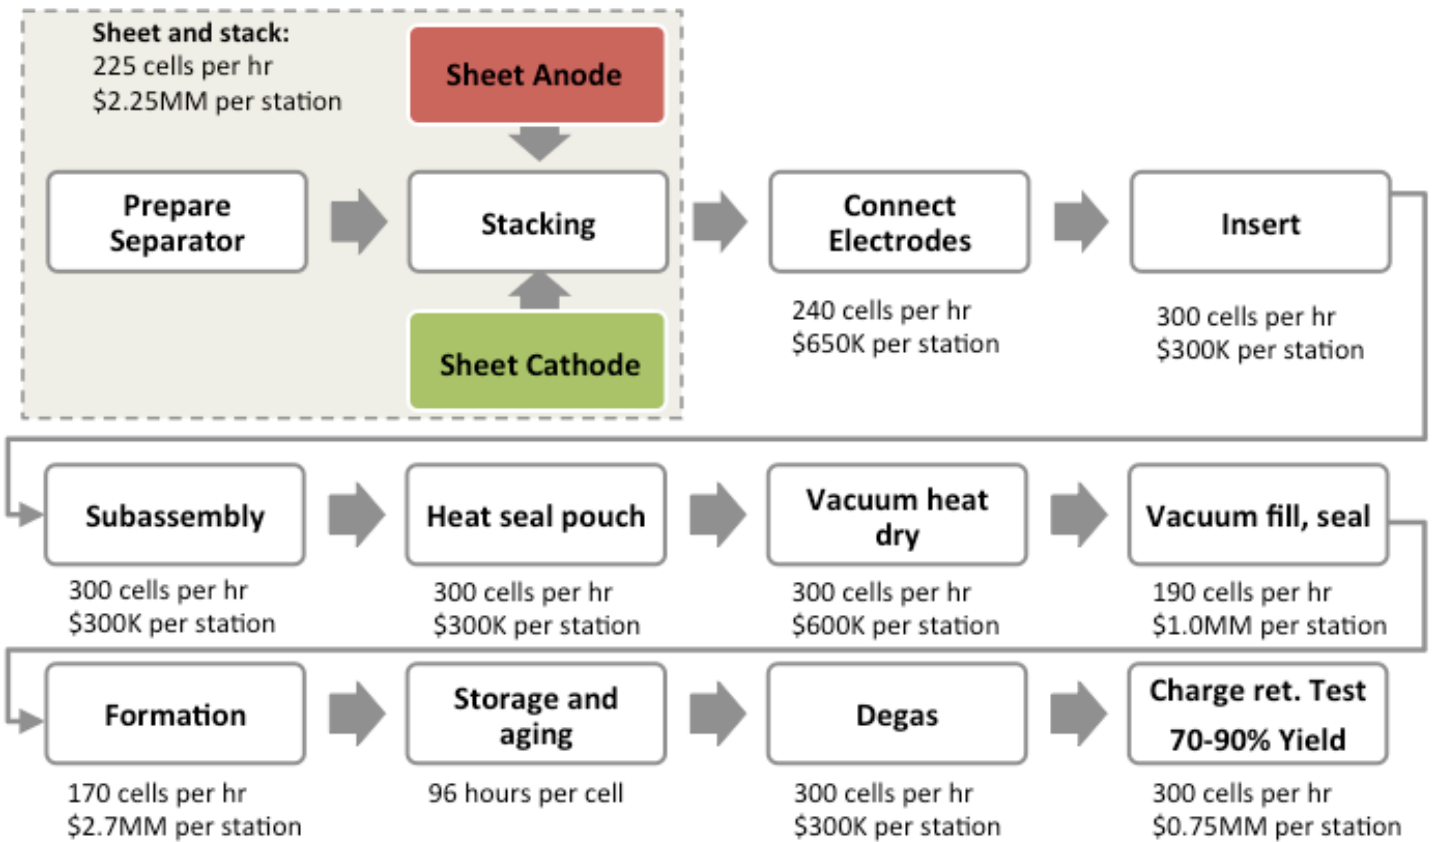 Sheet and stack:
225 cells per hr
$2.25MM per station
Sheet Anode
Prepare
Separator
Stacking
Sheet Cathode
Connect
Electrodes
240 cells per hr
$650K per station
Insert
300 cells per hr
$300K per station
Subassembly
300 cells per hr
$300K per station
Heat seal pouch
300 cells per hr
$300K per station
Vacuum heat
dry
300 cells per hr
$600K per station
Vacuum fill, seal
190 cells per hr
$1.0MM per station
Formation
170 cells per hr
$2.7MM per station
Storage and
aging
96 hours per cell
Degas
300 cells per hr
$300K per station
Charge ret. Test
70-90% Yield
300 cells per hr
$0.75MM per station